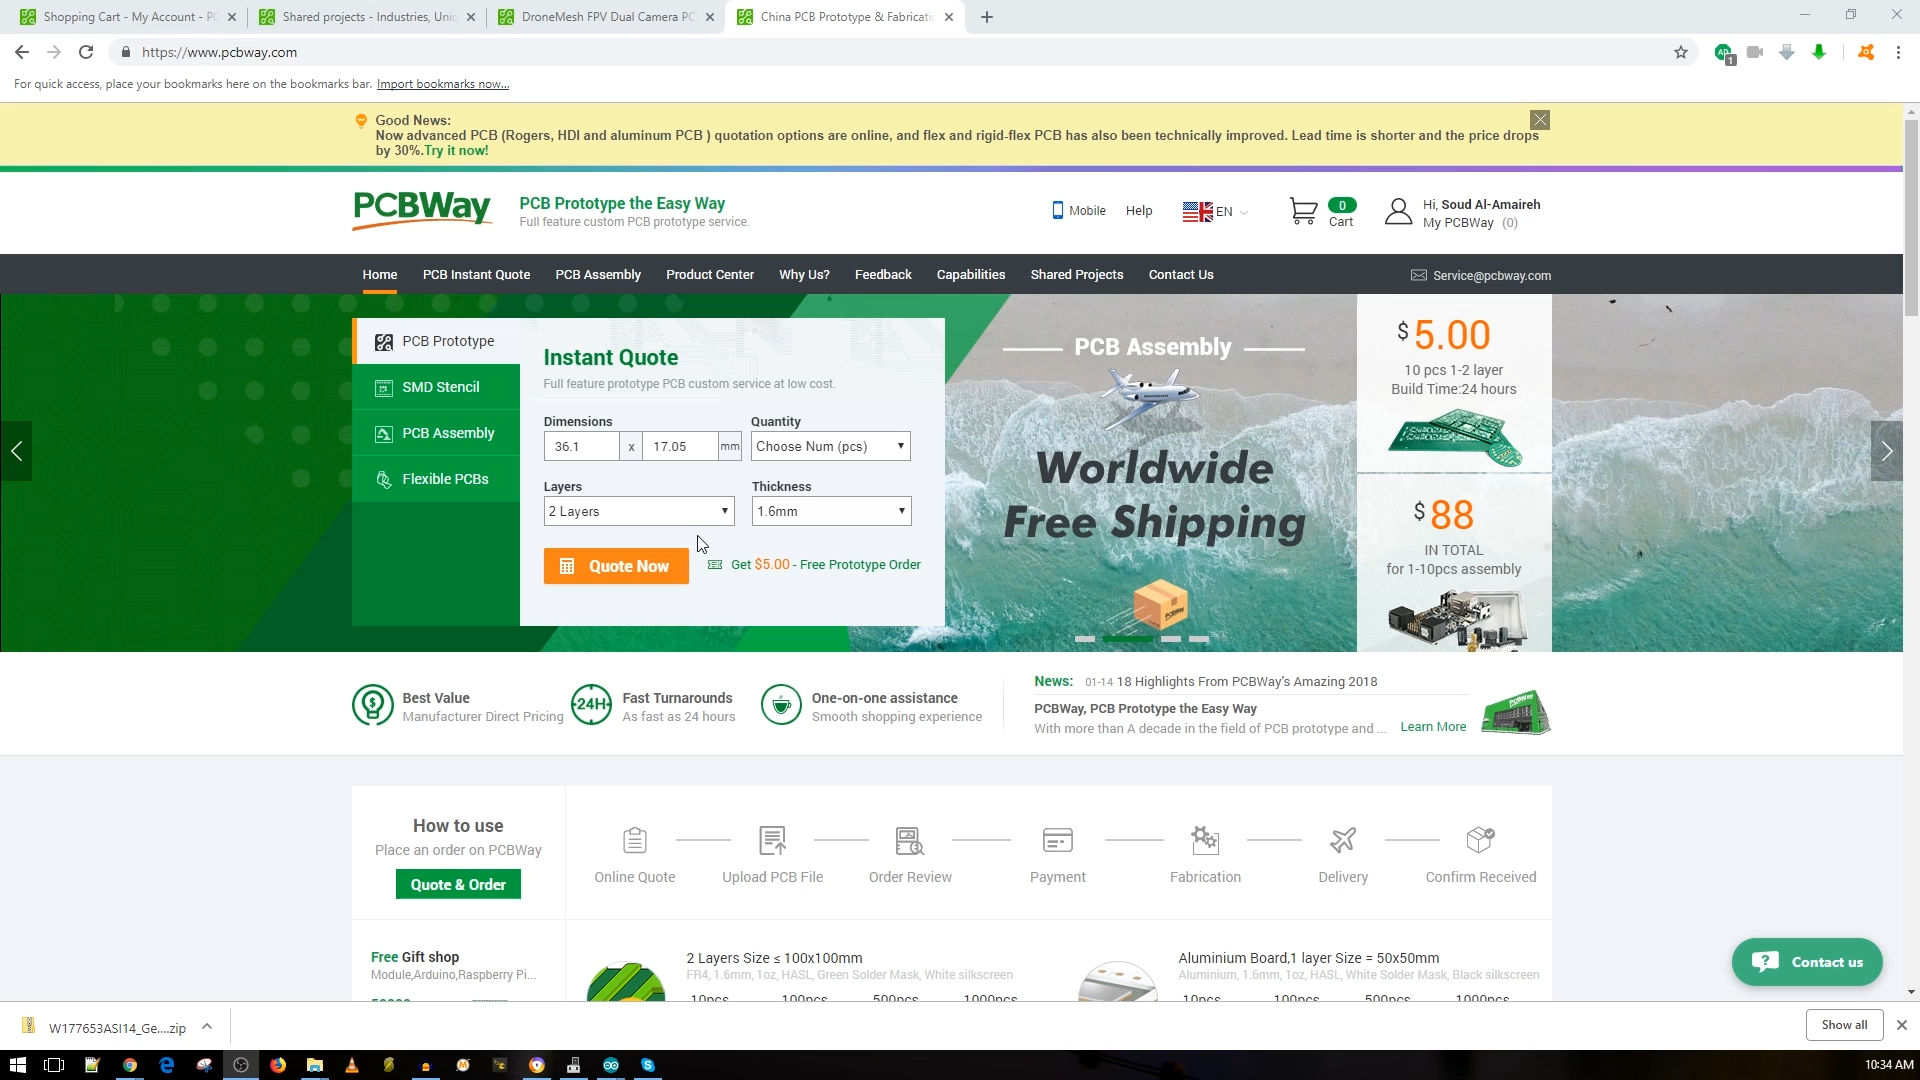 Shopping Cart - My Account - PC
Shared projects - Industries, Uniq
DroneMesh FPV Dual Camera PC
China PCB Prototype & Fabricatio
https://www.pcbway.com
For quick access, place your bookmarks here on the bookmarks bar. Import bookmarks now...
Good News:
Now advanced PCB (Rogers, HDI and aluminum PCB ) quotation options are online, and flex and rigid-flex PCB has also been technically improved. Lead time is shorter and the price drops
by 30%.Try it now!
PCBWay
PCB Prototype the Easy Way
Full feature custom PCB prototype service.
Mobile
Help
EN
0
Cart
Hi, Soud Al-Amaireh
My PCBWay (0)
Home
PCB Instant Quote
PCB Assembly
Product Center
Why Us?
Feedback
Capabilities
Shared Projects
Contact Us
Service@pcbway.com
PCB Prototype
SMD Stencil
PCB Assembly
Flexible PCBs
Instant Quote
Full feature prototype PCB custom service at low cost.
Dimensions
Quantity
36.1 x 17.05 mm
Choose Num (pcs)
Layers
Thickness
2 Layers
1.6mm
Quote Now
Get $5.00 - Free Prototype Order
PCB Assembly
Worldwide
Free Shipping
$5.00
10 pcs 1-2 layer
Build Time:24 hours
$88
IN TOTAL
for 1-10pcs assembly
Best Value
Manufacturer Direct Pricing
24H
Fast Turnarounds
As fast as 24 hours
One-on-one assistance
Smooth shopping experience
News: 01-14 18 Highlights From PCBWay's Amazing 2018
PCBWay, PCB Prototype the Easy Way
With more than A decade in the field of PCB prototype and ... Learn More
How to use
Place an order on PCBWay
Quote & Order
Online Quote
Upload PCB File
Order Review
Payment
Fabrication
Delivery
Confirm Received
Free Gift shop
Module,Arduino,Raspberry Pi...
2 Layers Size ≤ 100x100mm
FR4, 1.6mm, 1oz, HASL, Green Solder Mask, White silkscreen
10pcs 100pcs 500pcs 1000pcs
Aluminium Board,1 layer Size = 50x50mm
Aluminium, 1.6mm, 1oz, HASL, White Solder Mask, Black silkscreen
10pcs 100pcs 500pcs 1000pcs
Contact us
W177653ASI14_Ge....zip
Show all
10:34 AM